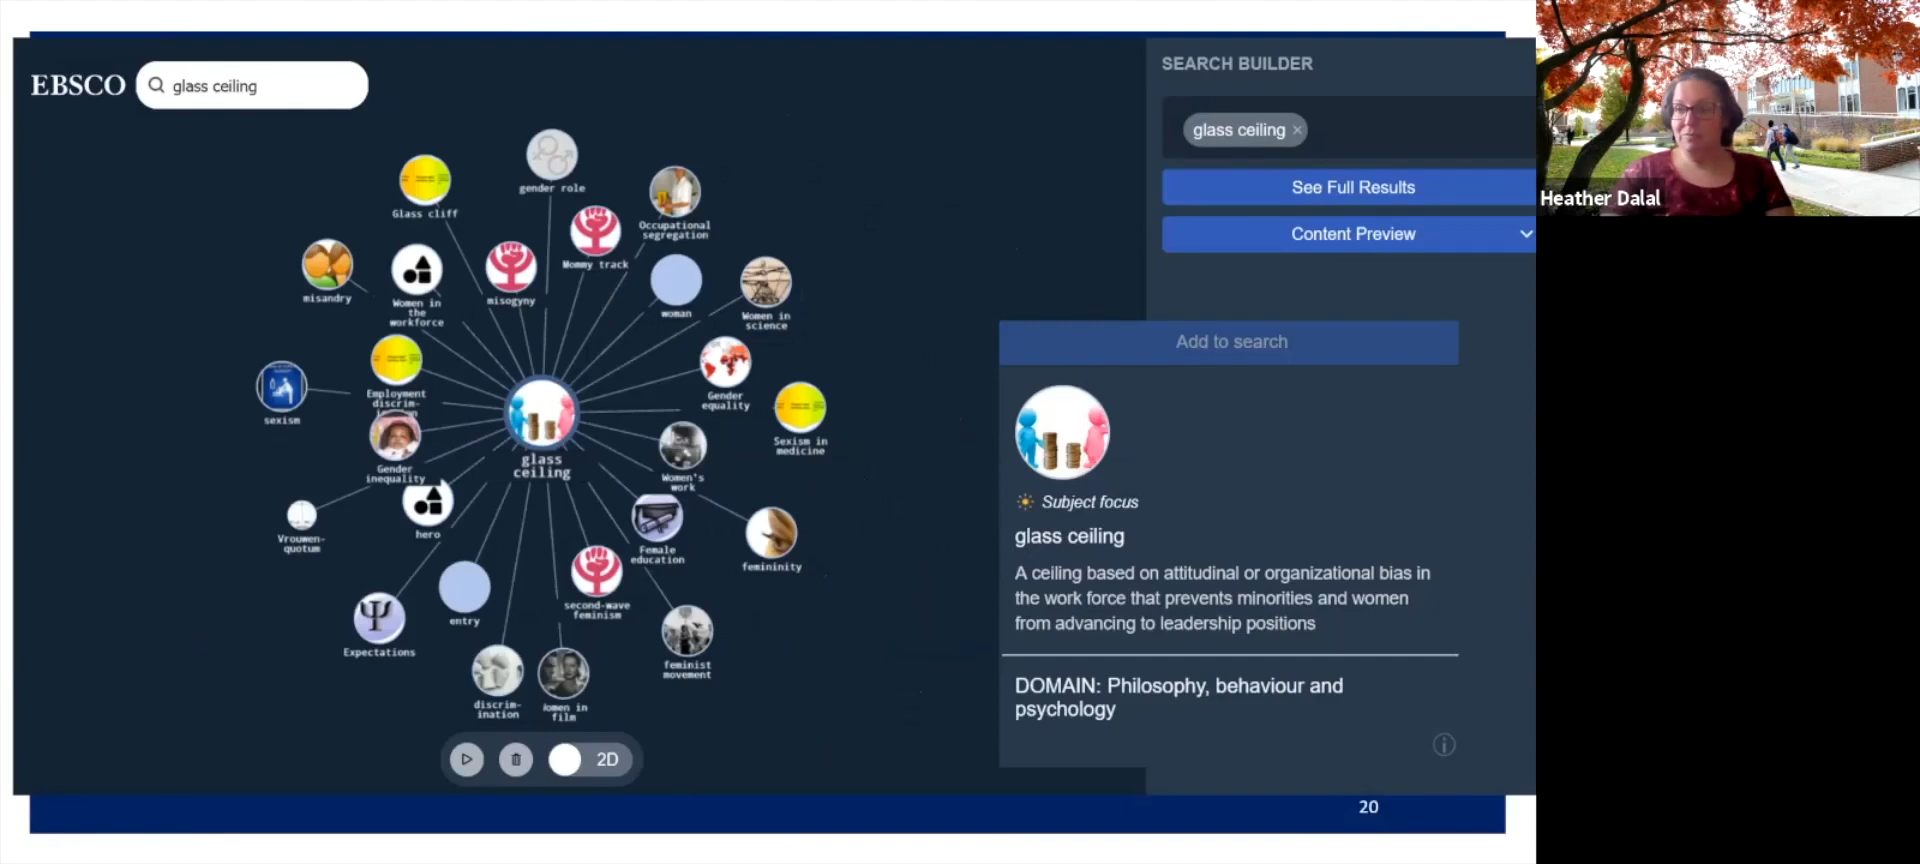 EBSCO
glass ceiling
gender role
Glass cliff
Occupational
segregation
Mommy track
misandry
Women in
the
workforce
misogyny
woman
Women in
science
Employment
discrim-
Gender
equality
sexism
Sexism in
medicine
glass
ceiling
Gender
inequality
Women's
work
hero
Vrouwen-
quotum
Female
education
femininity
entry
second-wave
feminism
Expectations
feminist
movement
discrim-
ination
omen in
film
2D
SEARCH BUILDER
glass ceiling ×
See Full Results
Content Preview
Add to search
Subject focus
glass ceiling
A ceiling based on attitudinal or organizational bias in
the work force that prevents minorities and women
from advancing to leadership positions
DOMAIN: Philosophy, behaviour and
psychology
20
Heather Dalal